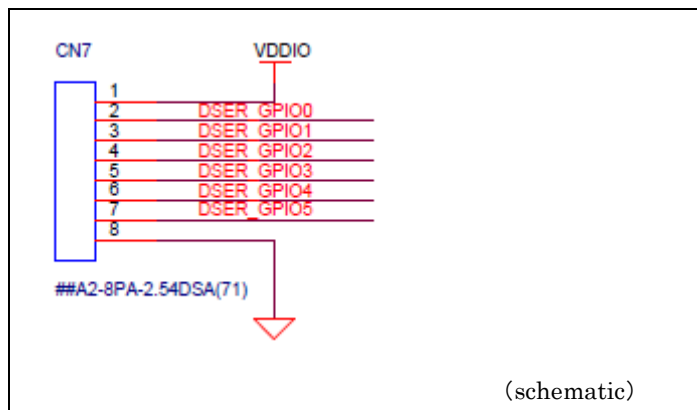 CN7
VDDIO
1
2 DSER_GPIO0
3 DSER_GPIO1
4 DSER_GPIO2
5 DSER_GPIO3
6 DSER_GPIO4
7 DSER_GPIO5
8
##A2-8PA-2.54DSA(71)
(schematic)